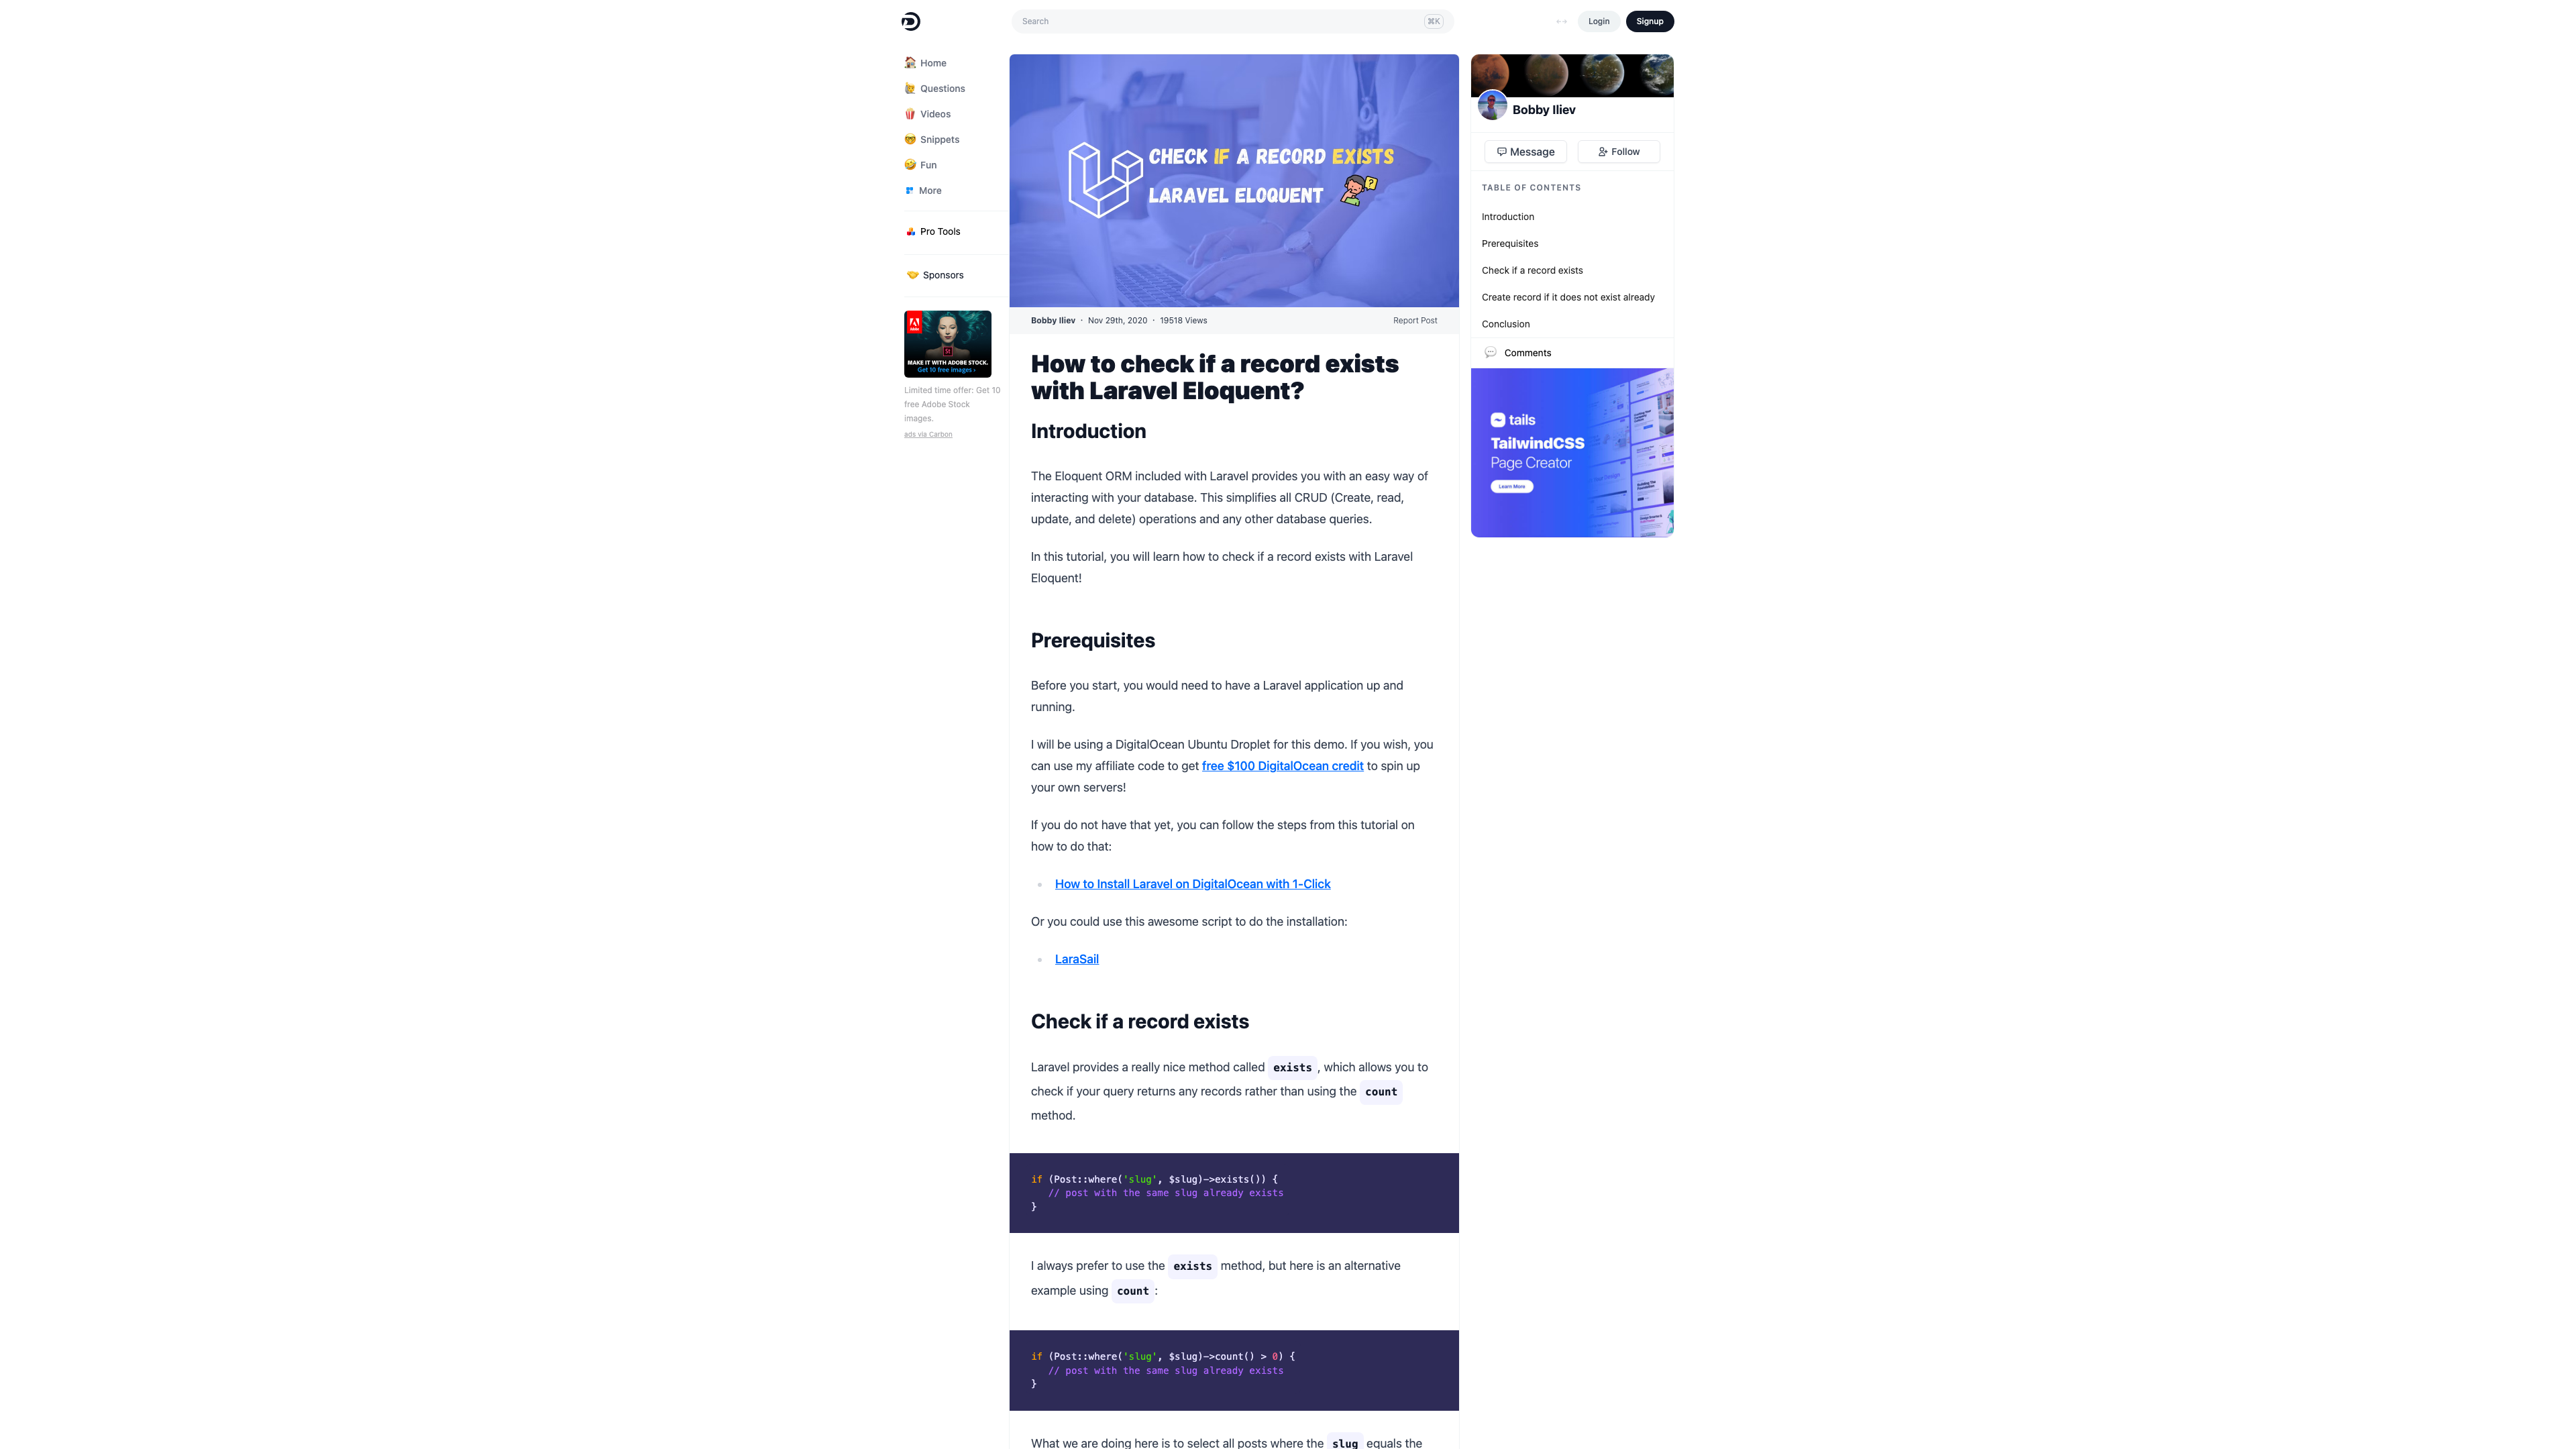 Search
⌘K
Login
Signup
Home
Questions
Videos
Snippets
Fun
More
Pro Tools
Sponsors
Adobe
St
MAKE IT WITH ADOBE STOCK.
Get 10 free images ›
Limited time offer: Get 10
free Adobe Stock
images.
ads via Carbon
CHECK IF A RECORD EXISTS
LARAVEL ELOQUENT
?
Bobby Iliev · Nov 29th, 2020 · 19518 Views
Report Post
How to check if a record exists
with Laravel Eloquent?
Introduction
The Eloquent ORM included with Laravel provides you with an easy way of
interacting with your database. This simplifies all CRUD (Create, read,
update, and delete) operations and any other database queries.
In this tutorial, you will learn how to check if a record exists with Laravel
Eloquent!
Prerequisites
Before you start, you would need to have a Laravel application up and
running.
I will be using a DigitalOcean Ubuntu Droplet for this demo. If you wish, you
can use my affiliate code to get free $100 DigitalOcean credit to spin up
your own servers!
If you do not have that yet, you can follow the steps from this tutorial on
how to do that:
How to Install Laravel on DigitalOcean with 1-Click
Or you could use this awesome script to do the installation:
LaraSail
Check if a record exists
Laravel provides a really nice method called exists, which allows you to
check if your query returns any records rather than using the count
method.
if (Post::where('slug', $slug)->exists()) {
// post with the same slug already exists
}
I always prefer to use the exists method, but here is an alternative
example using count:
if (Post::where('slug', $slug)->count() > 0) {
// post with the same slug already exists
}
What we are doing here is to select all posts where the slug equals the
Bobby Iliev
Message
Follow
TABLE OF CONTENTS
Introduction
Prerequisites
Check if a record exists
Create record if it does not exist already
Conclusion
Comments
tails
TailwindCSS
Page Creator
Learn More